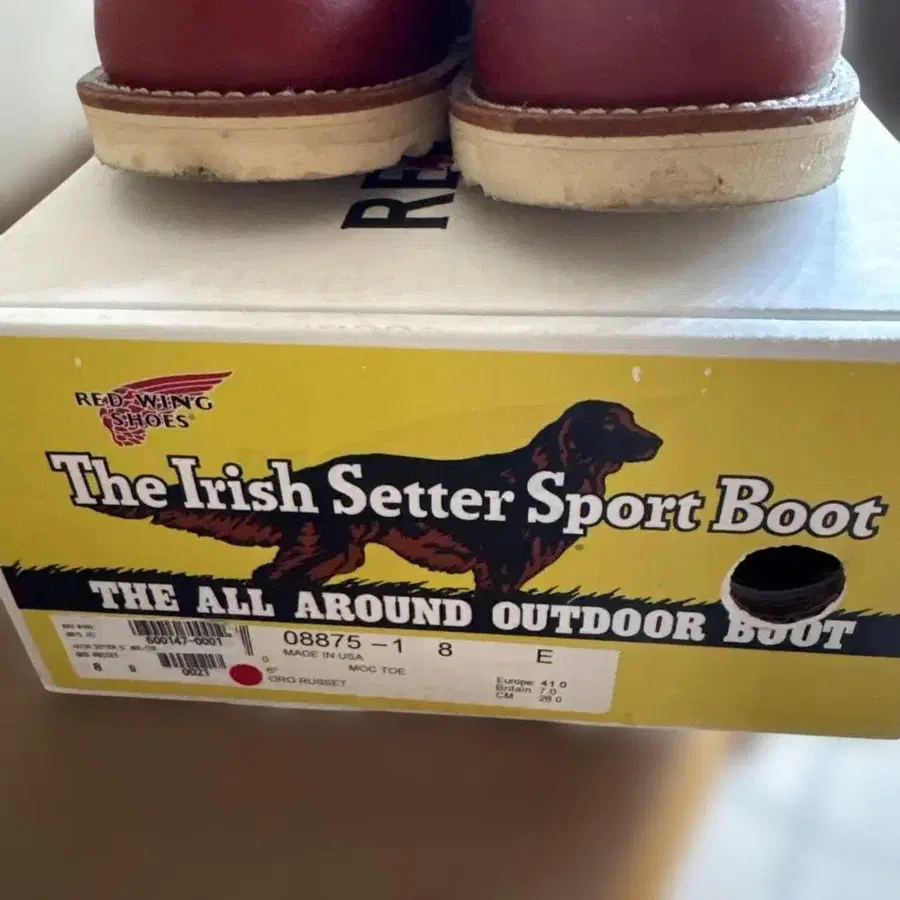 RE
RED WING
SHOES
The Irish Setter Sport Boot
THE ALL AROUND OUTDOOR BOOT
600147-0001
08875-1 8 E
MADE IN USA
6" MOC TOE
ORO RUSSET
8
0021
Europe 41.0
Britain 7.0
CM 26.0